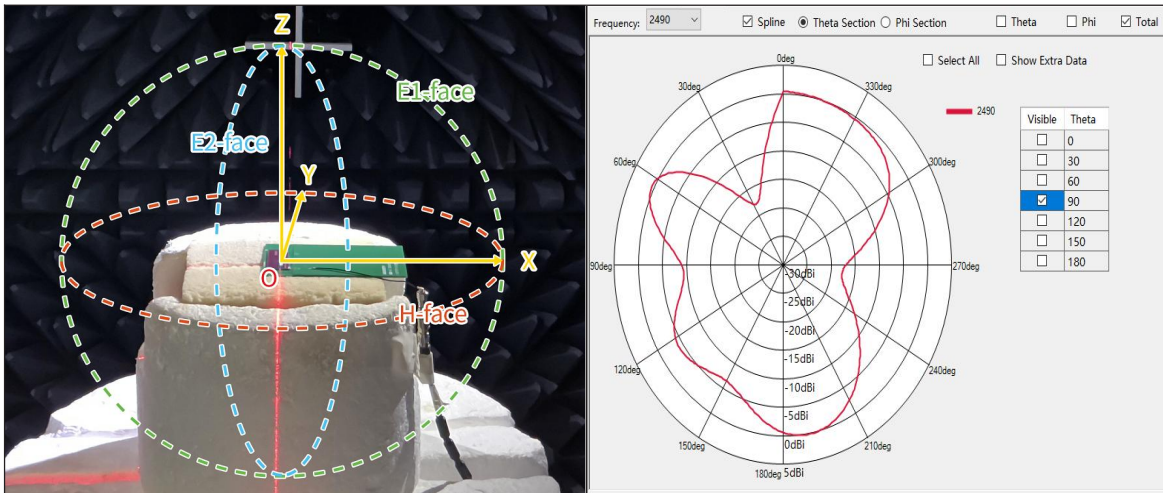 Z
E1-face
E2-face
Y
X
O
H-face
Frequency: 2490 Spline Theta Section Phi Section Theta Phi Total
Select All Show Extra Data
2490
Visible Theta
0
30
60
90
120
150
180
0deg
30deg
330deg
60deg
300deg
90deg
270deg
120deg
240deg
150deg
210deg
180deg
-30dBi
-25dBi
-20dBi
-15dBi
-10dBi
-5dBi
0dBi
5dBi